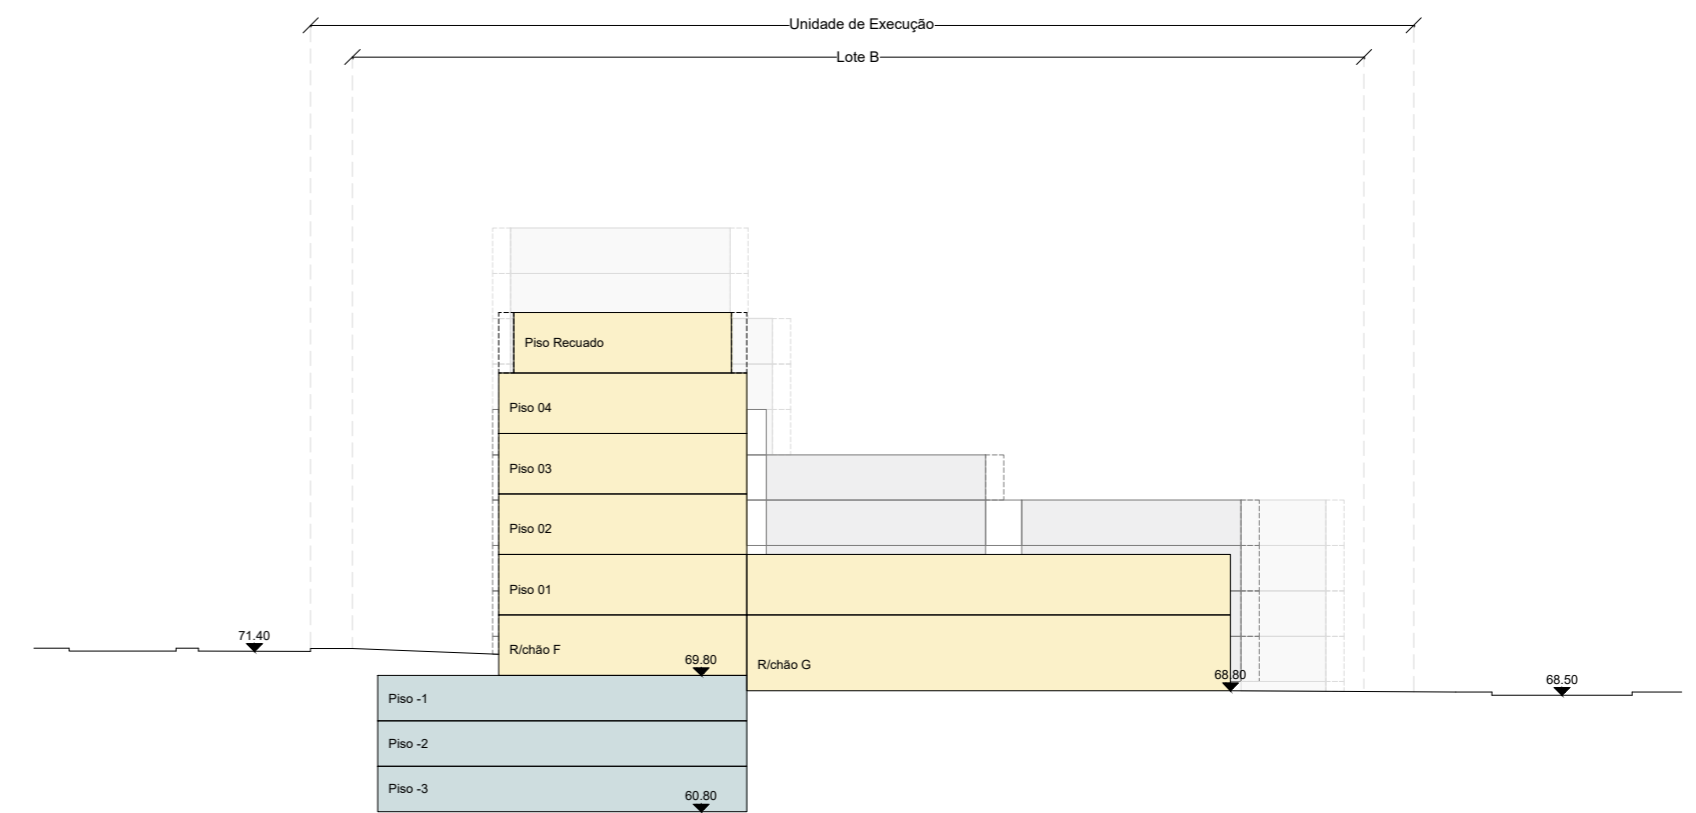 Unidade de Execução
Lote B
Piso Recuado
Piso 04
Piso 03
Piso 02
Piso 01
71.40
R/chão F
69.80
R/chão G
68.80
68.50
Piso -1
Piso -2
Piso -3
60.80